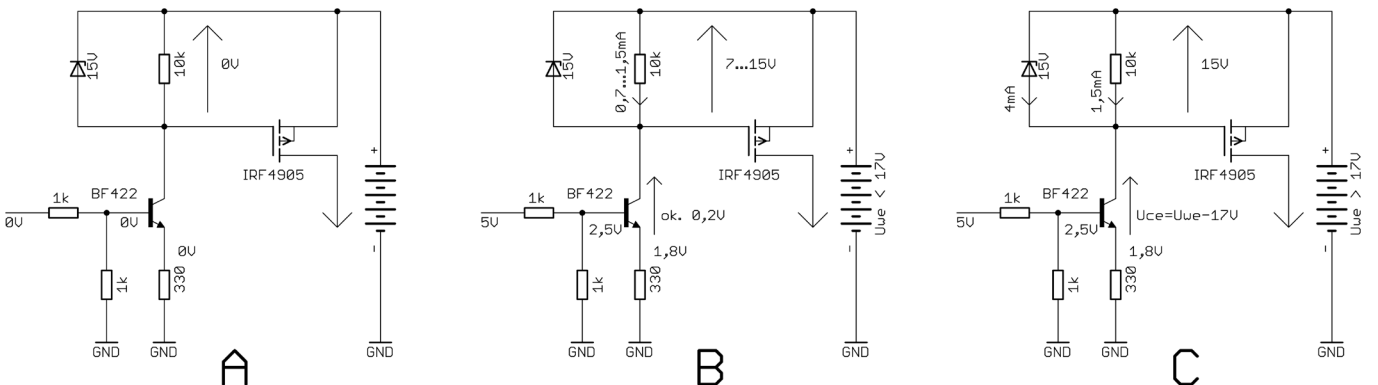 15V
10k
0V
IRF4905
+
-
1k
BF422
0V
0V
0V
1k
330
GND
GND
GND
A
15V
0,7...1,5mA
10k
7...15V
IRF4905
+
-
Uwe < 17V
1k
BF422
ok. 0,2V
5V
2,5V
1,8V
1k
330
GND
GND
GND
B
15V
4mA
1,5mA
10k
15V
IRF4905
+
-
Uwe > 17V
1k
BF422
Uce=Uwe-17V
5V
2,5V
1,8V
1k
330
GND
GND
GND
C